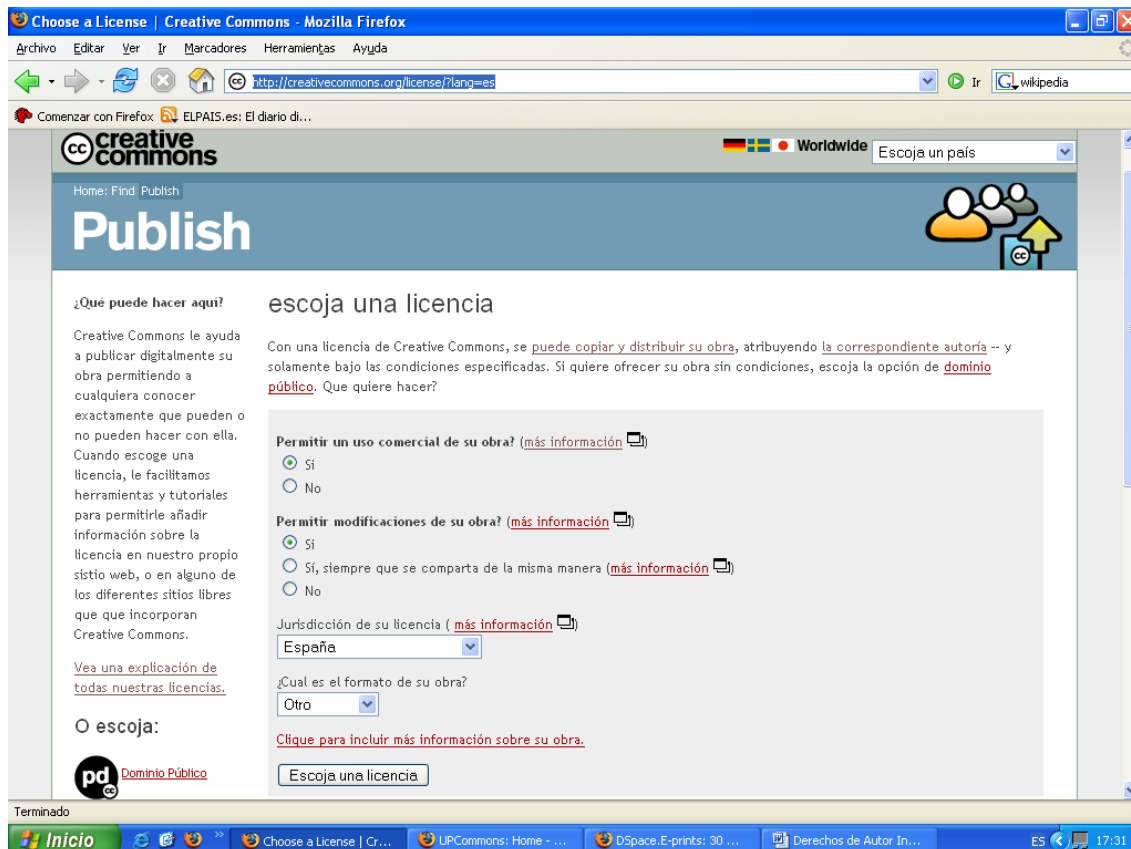 Choose a License | Creative Commons - Mozilla Firefox
Archivo Editar Ver Ir Marcadores Herramientas Ayuda
http://creativecommons.org/license/?lang=es Ir G wikipedia
Comenzar con Firefox ELPAIS.es: El diario di...
cc creative commons
Worldwide Escoja un país
Home: Find Publish
Publish
cc
¿Qué puede hacer aquí?
Creative Commons le ayuda
a publicar digitalmente su
obra permitiendo a
cualquiera conocer
exactamente que pueden o
no pueden hacer con ella.
Cuando escoge una
licencia, le facilitamos
herramientas y tutoriales
para permitirle añadir
información sobre la
licencia en nuestro propio
sistio web, o en alguno de
los diferentes sitios libres
que que incorporan
Creative Commons.
Vea una explicación de
todas nuestras licencias.
O escoja:
pd cc Dominio Público
escoja una licencia
Con una licencia de Creative Commons, se puede copiar y distribuir su obra, atribuyendo la correspondiente autoría -- y
solamente bajo las condiciones especificadas. Si quiere ofrecer su obra sin condiciones, escoja la opción de dominio
público. Que quiere hacer?
Permitir un uso comercial de su obra? (más información)
Si
No
Permitir modificaciones de su obra? (más información)
Si
Sí, siempre que se comparta de la misma manera (más información)
No
Jurisdicción de su licencia ( más información)
España
¿Cual es el formato de su obra?
Otro
Clique para incluir más información sobre su obra.
Escoja una licencia
Terminado
Inicio » Choose a License | Cr... UPCommons: Home - ... DSpace.E-prints: 30 ... Derechos de Autor In... ES 17:31